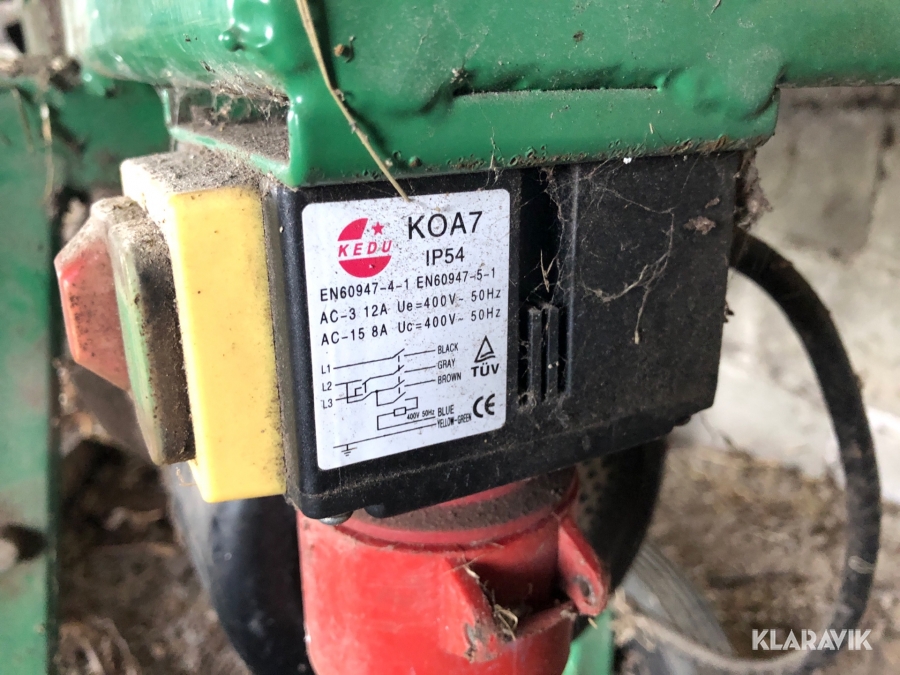 KEDU
KOA7
IP54
EN60947-4-1 EN60947-5-1
AC-3 12A Ue=400V~ 50Hz
AC-15 8A Uc=400V~ 50Hz
L1 BLACK
L2 GRAY
L3 BROWN
400V 50Hz BLUE
YELLOW-GREEN
TÜV
CE
KLARAVIK